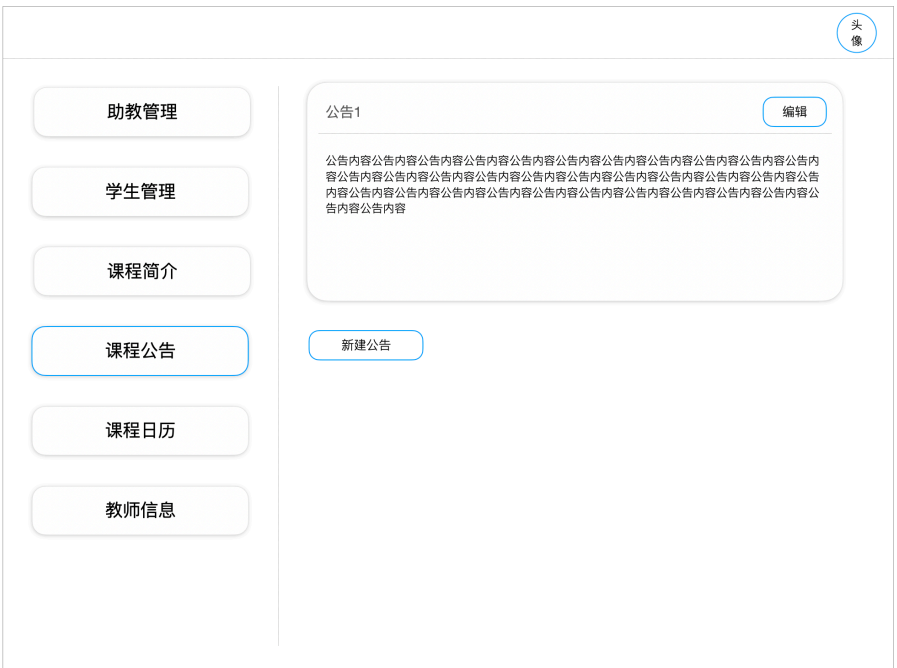 头
像
助教管理
学生管理
课程简介
课程公告
课程日历
教师信息
公告1
编辑
公告内容公告内容公告内容公告内容公告内容公告内容公告内容公告内容公告内容公告内容公告内
容公告内容公告内容公告内容公告内容公告内容公告内容公告内容公告内容公告内容公告内容公告
内容公告内容公告内容公告内容公告内容公告内容公告内容公告内容公告内容公告内容公告内容公
告内容公告内容
新建公告